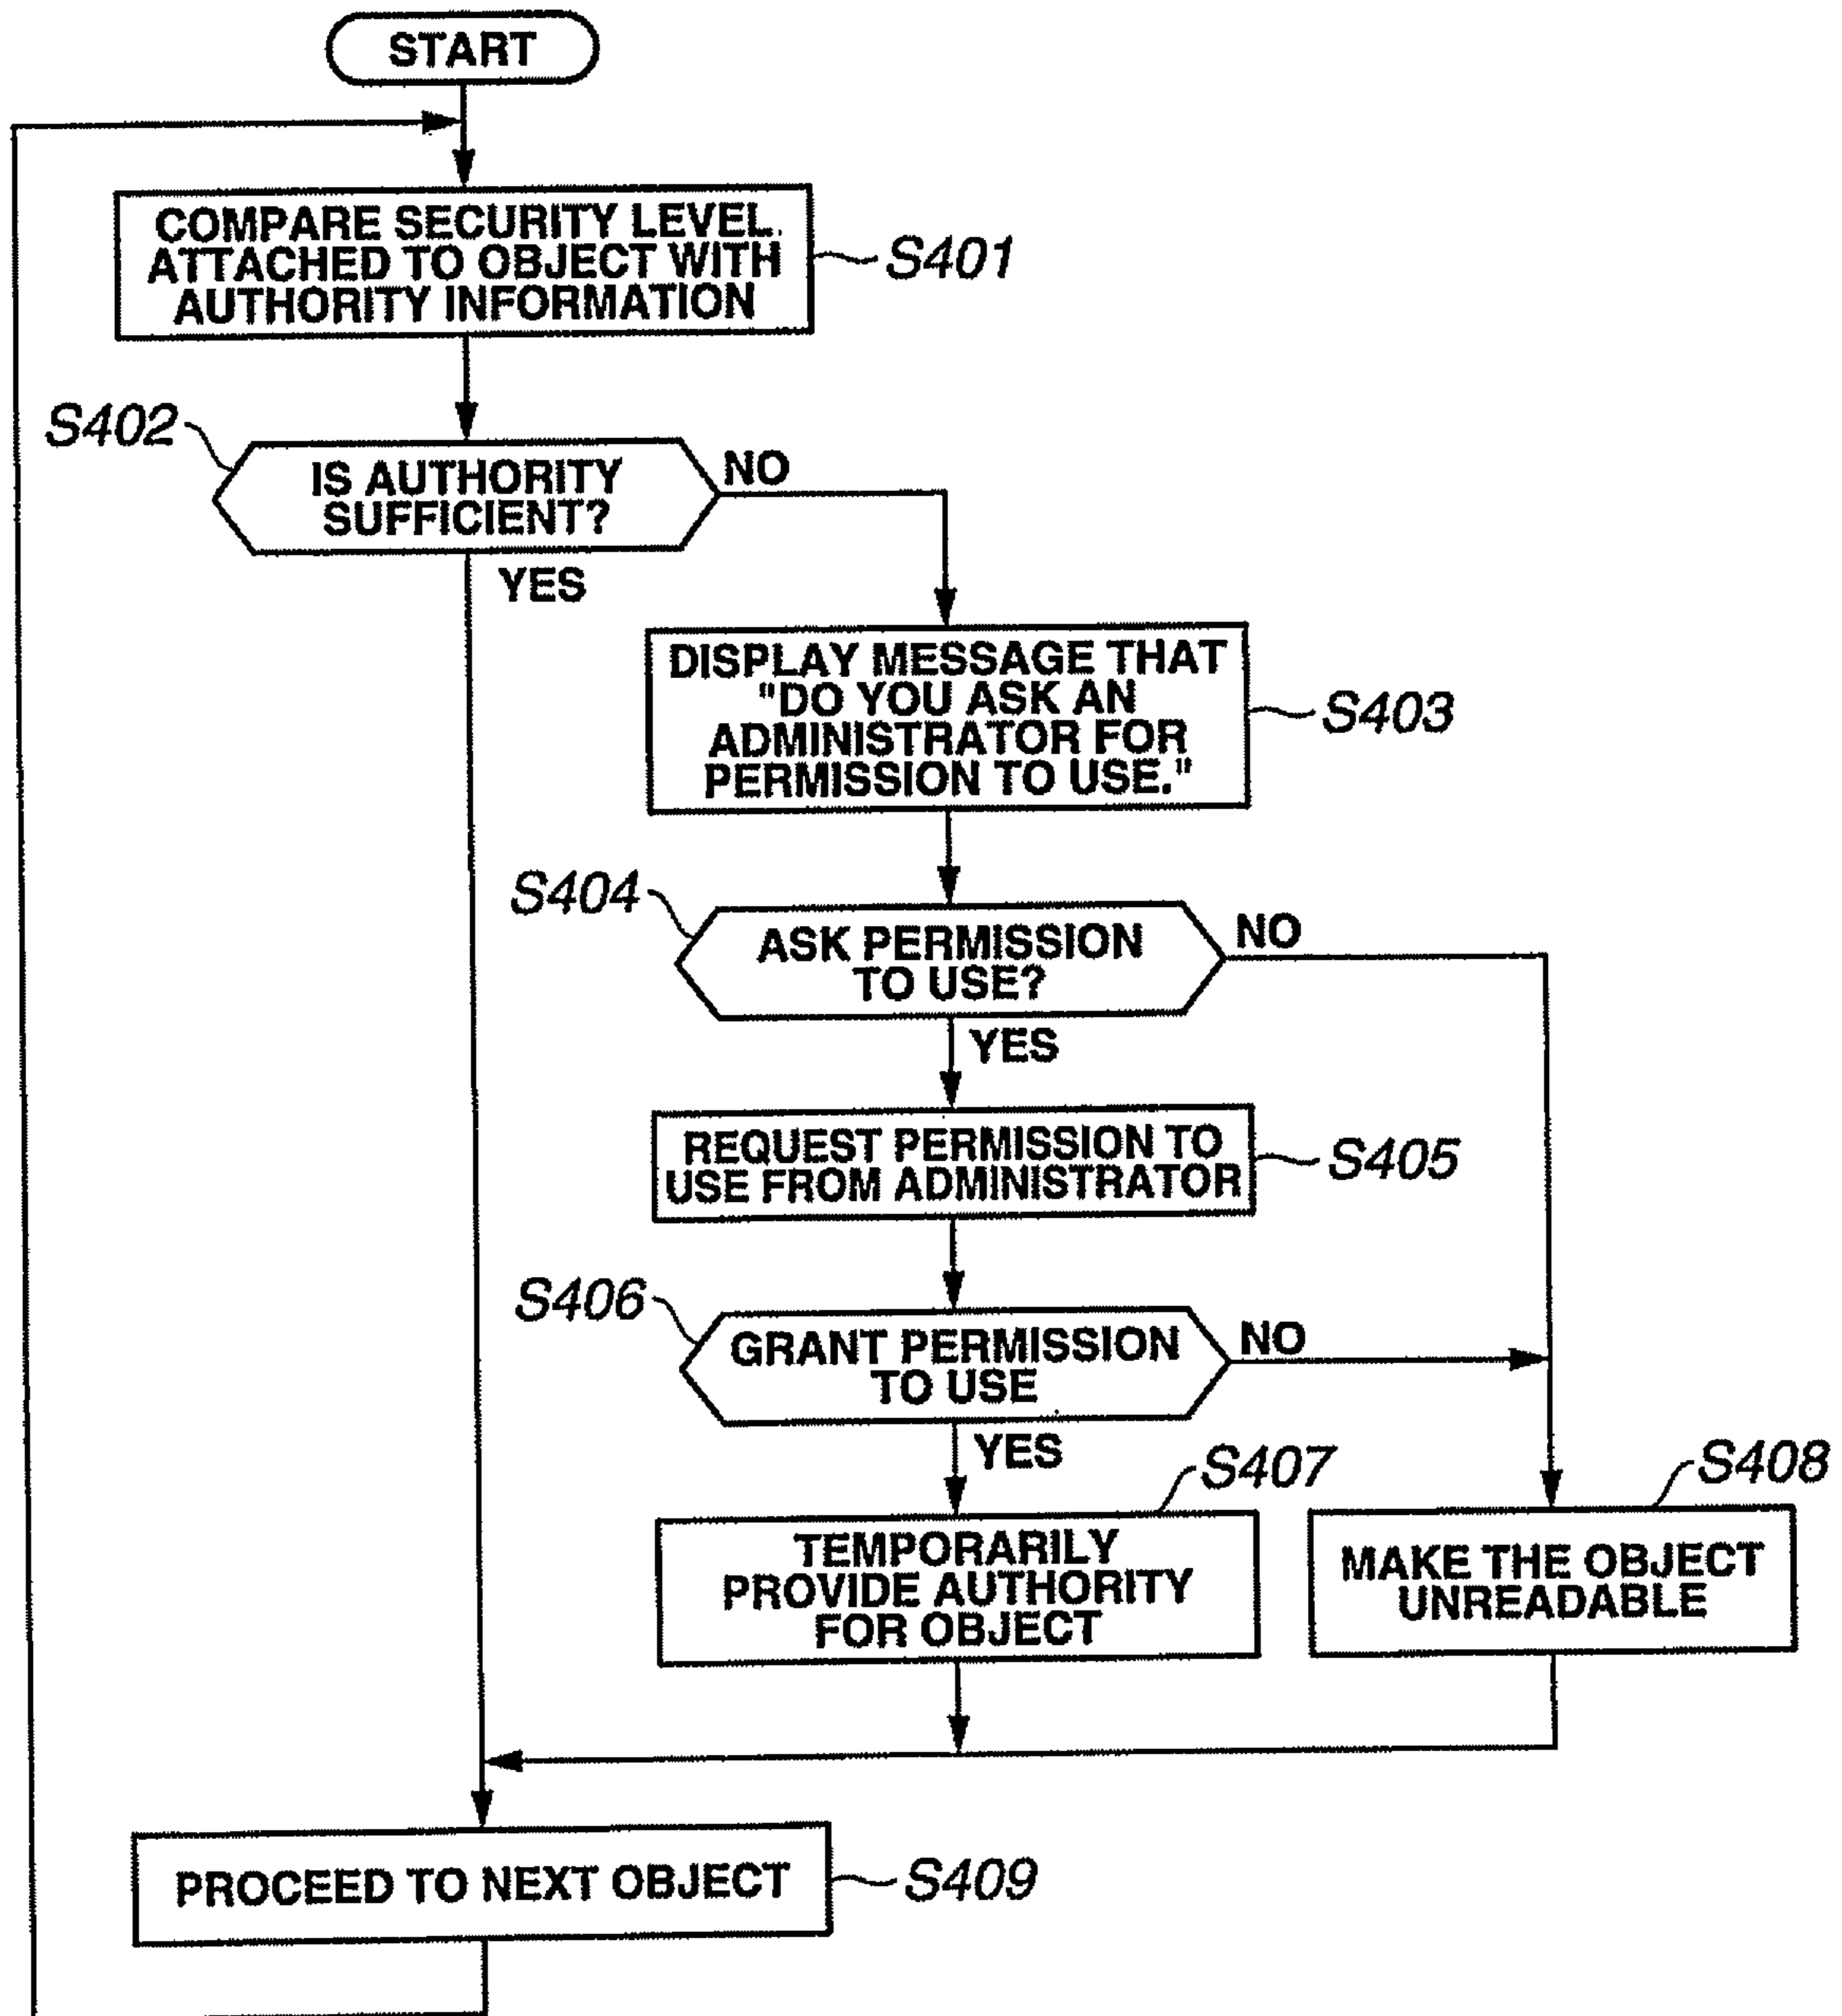 START
COMPARE SECURITY LEVEL
ATTACHED TO OBJECT WITH
AUTHORITY INFORMATION
S401
S402
IS AUTHORITY
SUFFICIENT?
NO
YES
DISPLAY MESSAGE THAT
"DO YOU ASK AN
ADMINISTRATOR FOR
PERMISSION TO USE."
S403
S404
ASK PERMISSION
TO USE?
NO
YES
REQUEST PERMISSION TO
USE FROM ADMINISTRATOR
S405
S406
GRANT PERMISSION
TO USE
NO
YES
S407
TEMPORARILY
PROVIDE AUTHORITY
FOR OBJECT
S408
MAKE THE OBJECT
UNREADABLE
PROCEED TO NEXT OBJECT
S409